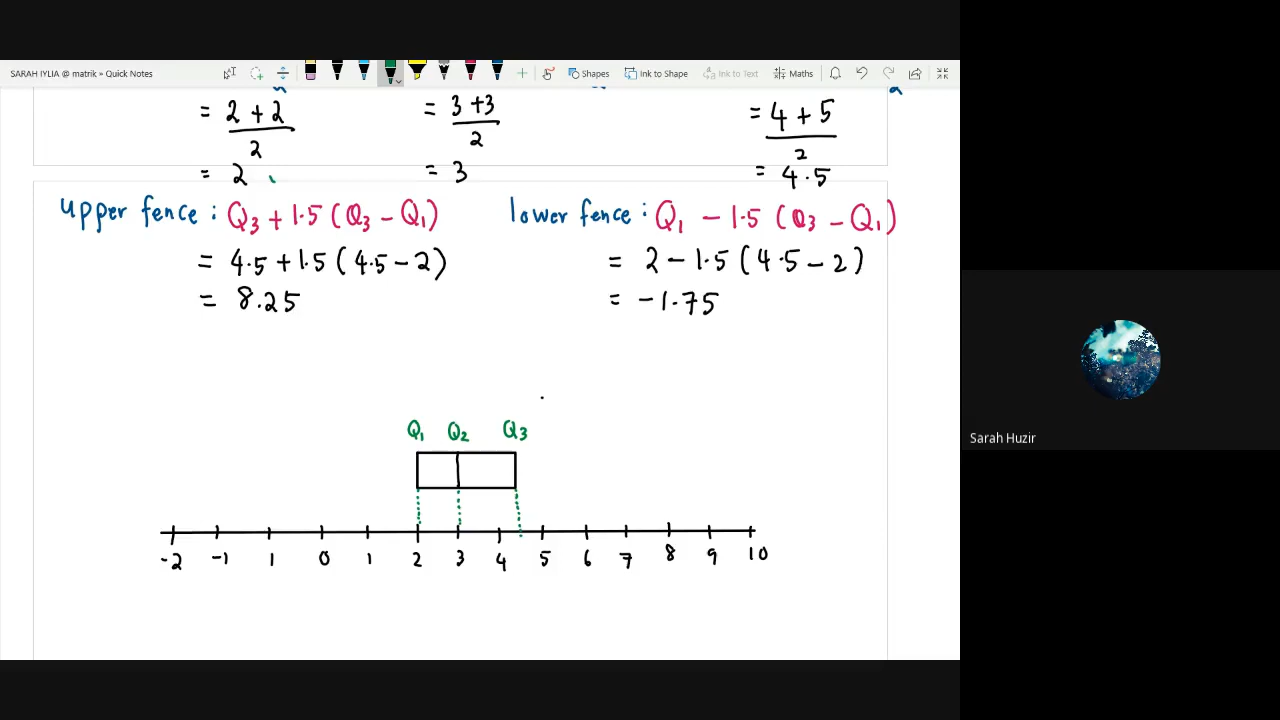 SARAH IYLIA @ matrik » Quick Notes
Shapes
Ink to Shape
Ink to Text
Maths
= 2 + 2 / 2
= 3 + 3 / 2
= 4 + 5 / 2
= 2
= 3
= 4.5
upper fence : Q3 + 1.5 ( Q3 - Q1 )
= 4.5 + 1.5 ( 4.5 - 2 )
= 8.25
lower fence : Q1 - 1.5 ( Q3 - Q1 )
= 2 - 1.5 ( 4.5 - 2 )
= -1.75
Q1 Q2 Q3
-2 -1 1 0 1 2 3 4 5 6 7 8 9 10
Sarah Huzir